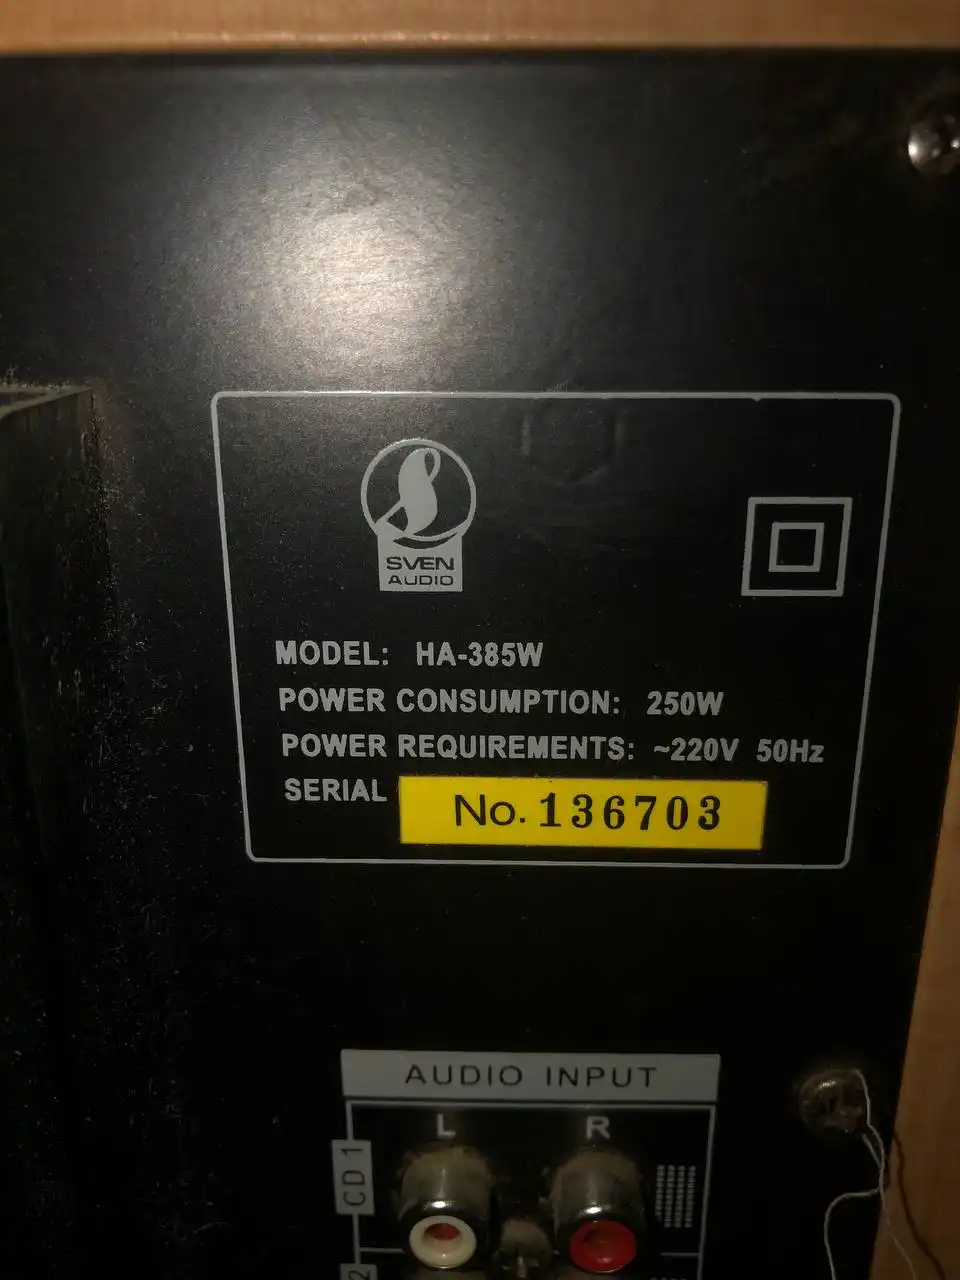 SVEN
AUDIO
MODEL: HA-385W
POWER CONSUMPTION: 250W
POWER REQUIREMENTS: ~220V 50Hz
SERIAL No. 136703
AUDIO INPUT
L R
CD 1
2